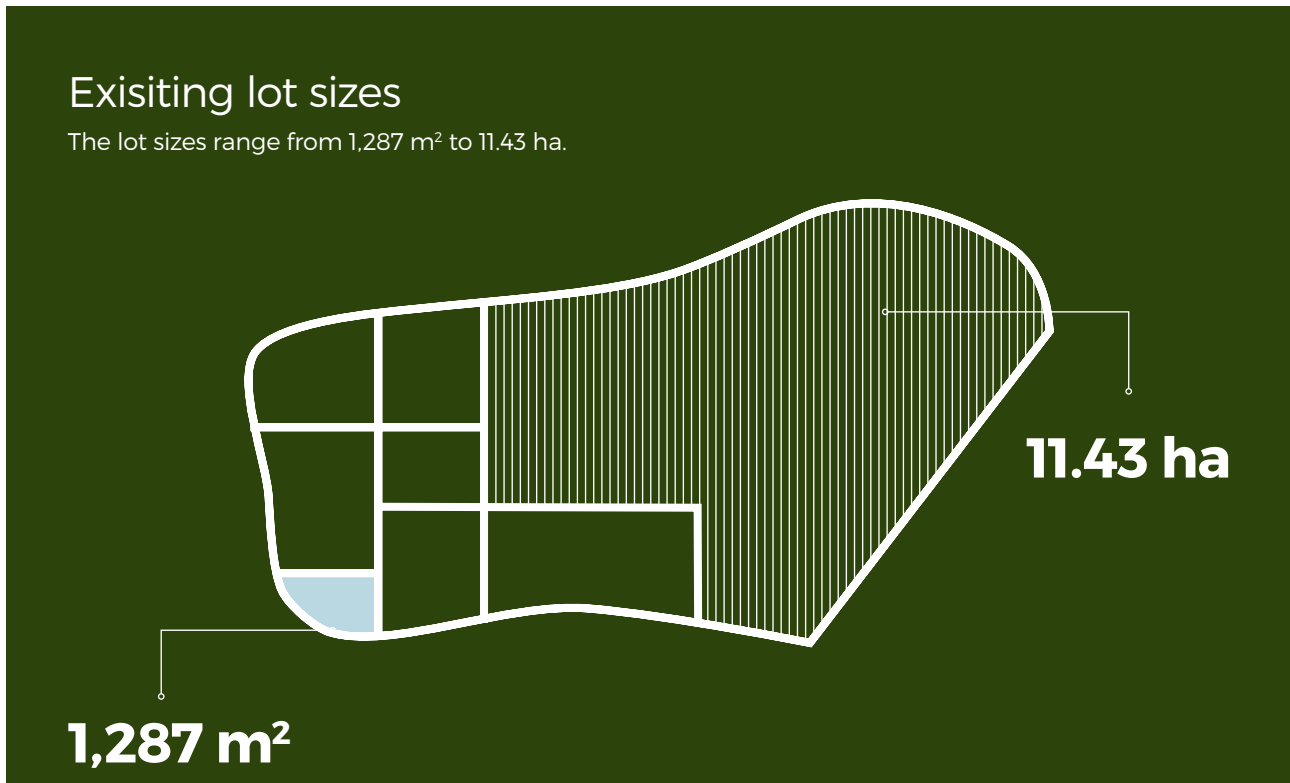 Exisiting lot sizes
The lot sizes range from 1,287 m² to 11.43 ha.
11.43 ha
1,287 m²